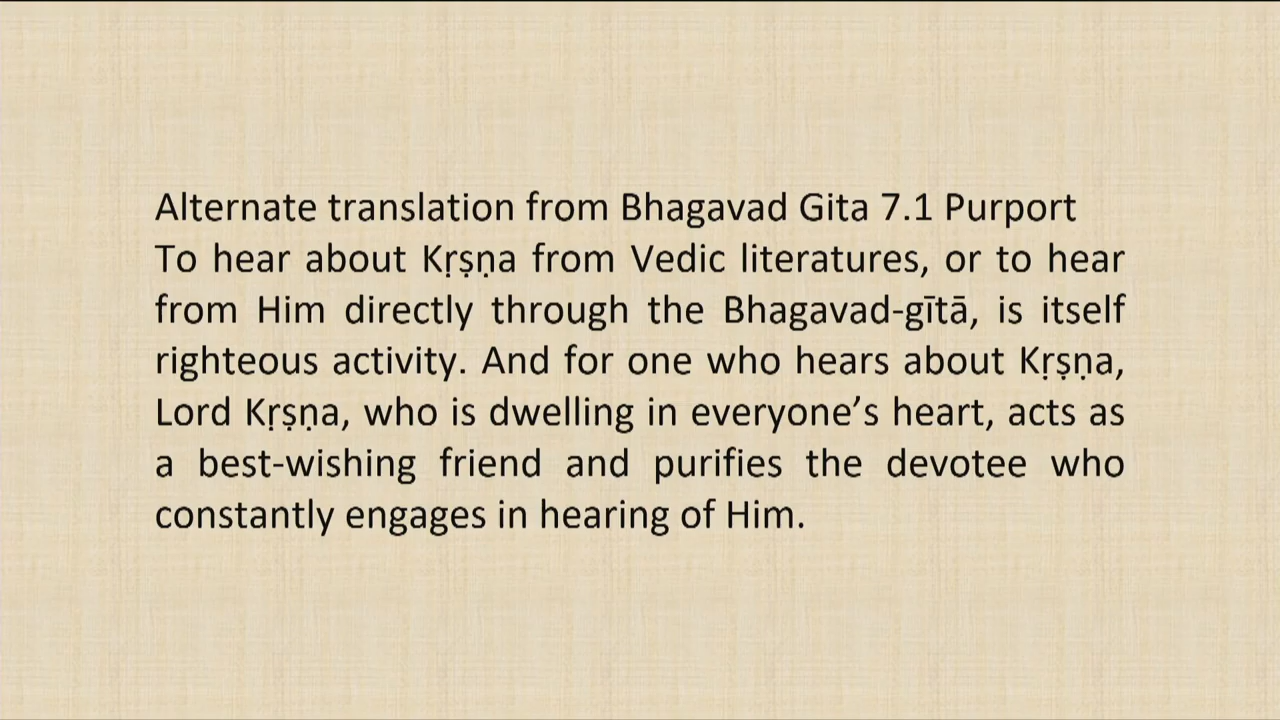 Alternate translation from Bhagavad Gita 7.1 Purport
To hear about Kṛṣṇa from Vedic literatures, or to hear
from Him directly through the Bhagavad-gītā, is itself
righteous activity. And for one who hears about Kṛṣṇa,
Lord Kṛṣṇa, who is dwelling in everyone’s heart, acts as
a best-wishing friend and purifies the devotee who
constantly engages in hearing of Him.